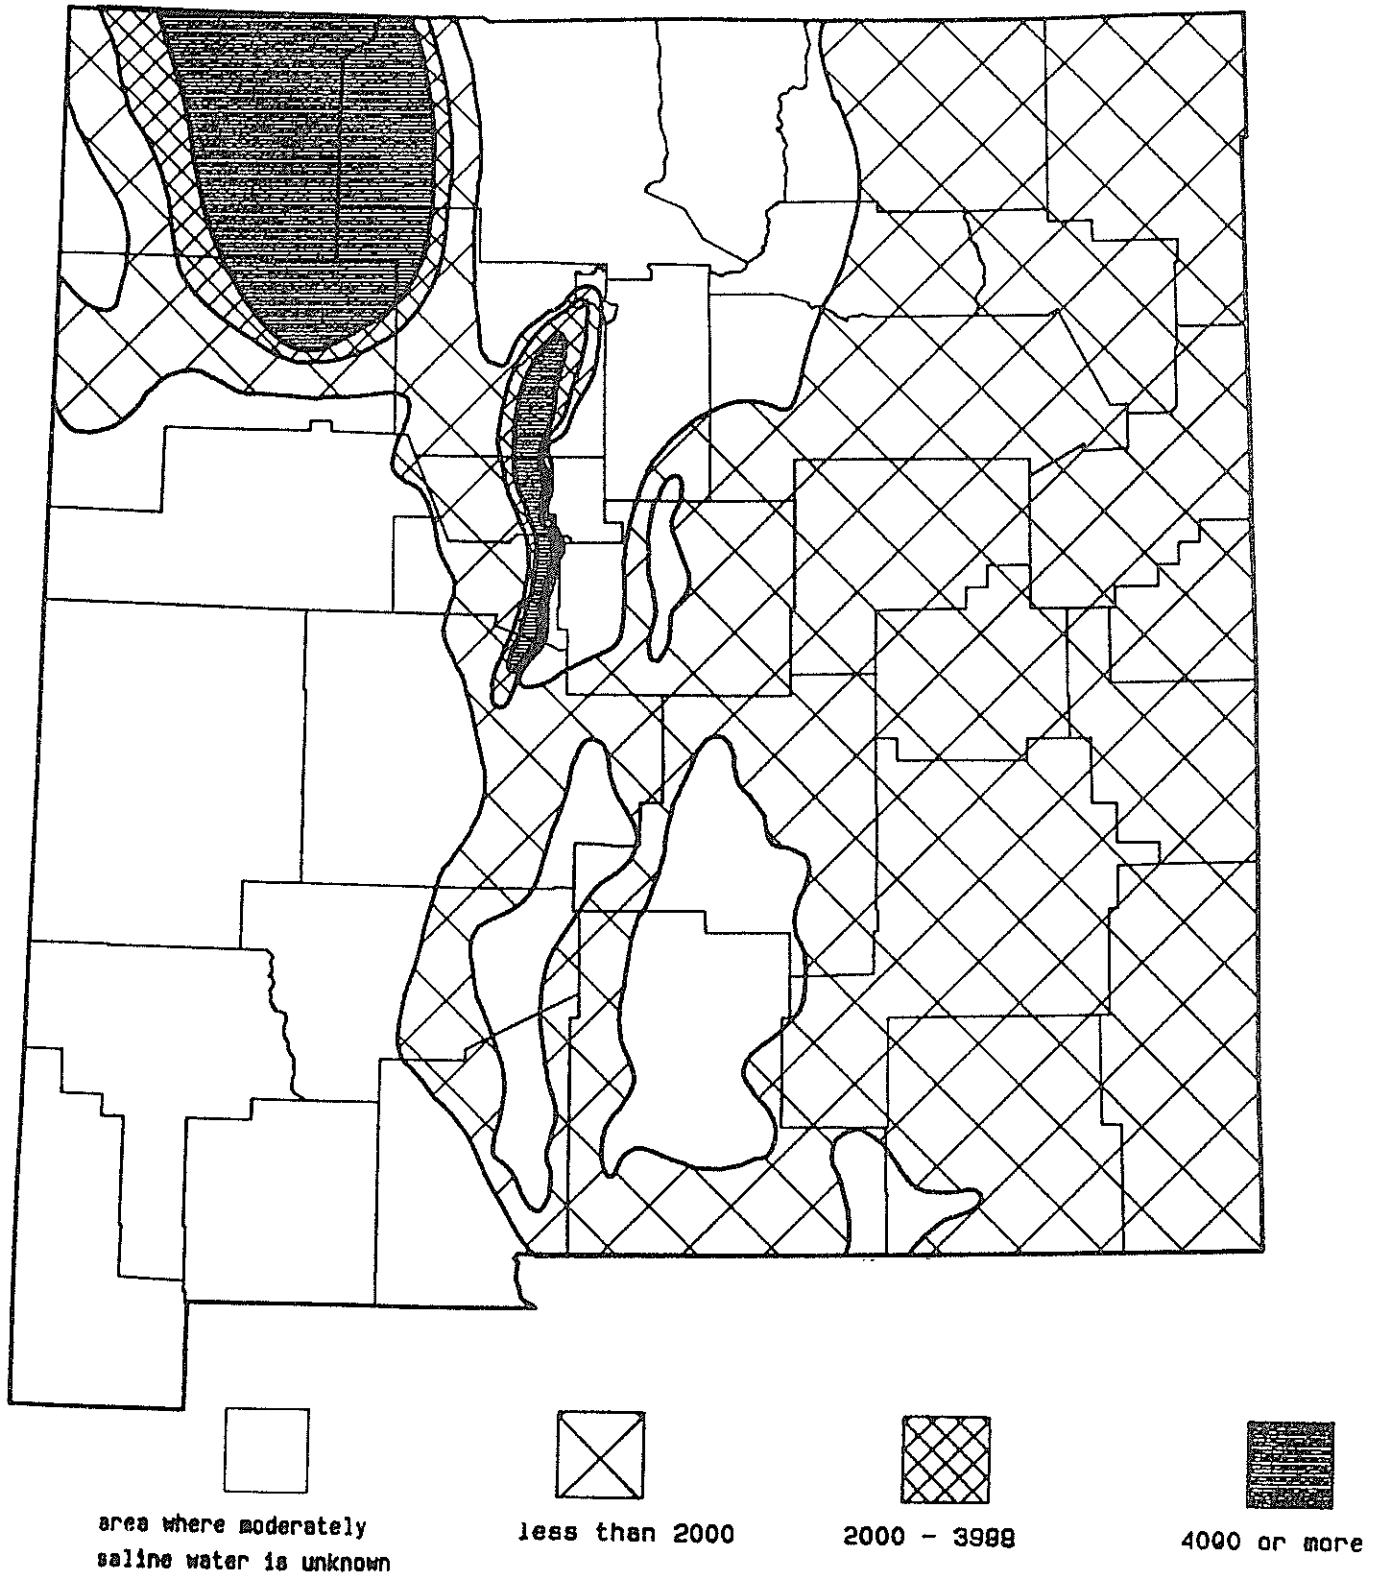 area where moderately
saline water is unknown
less than 2000
2000 - 3988
4000 or more